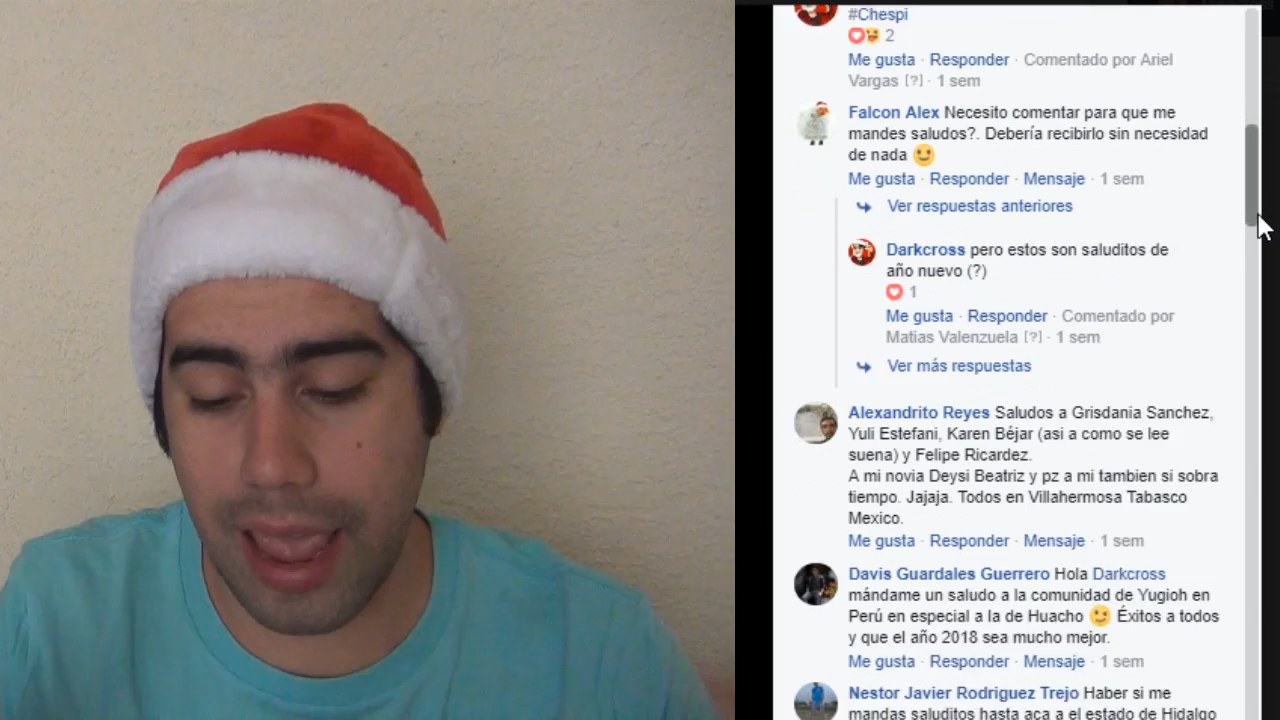 #Chespi
2
Me gusta · Responder · Comentado por Ariel
Vargas [?] · 1 sem
Falcon Alex Necesito comentar para que me
mandes saludos?. Debería recibirlo sin necesidad
de nada
Me gusta · Responder · Mensaje · 1 sem
Ver respuestas anteriores
Darkcross pero estos son saluditos de
año nuevo (?)
1
Me gusta · Responder · Comentado por
Matias Valenzuela [?] · 1 sem
Ver más respuestas
Alexandrito Reyes Saludos a Grisdania Sanchez,
Yuli Estefani, Karen Béjar (asi a como se lee
suena) y Felipe Ricardez.
A mi novia Deysi Beatriz y pz a mi tambien si sobra
tiempo. Jajaja. Todos en Villahermosa Tabasco
Mexico.
Me gusta · Responder · Mensaje · 1 sem
Davis Guardales Guerrero Hola Darkcross
mándame un saludo a la comunidad de Yugioh en
Perú en especial a la de Huacho 😉 Éxitos a todos
y que el año 2018 sea mucho mejor.
Me gusta · Responder · Mensaje · 1 sem
Nestor Javier Rodriguez Trejo Haber si me
mandas saluditos hasta aca a el estado de Hidalgo